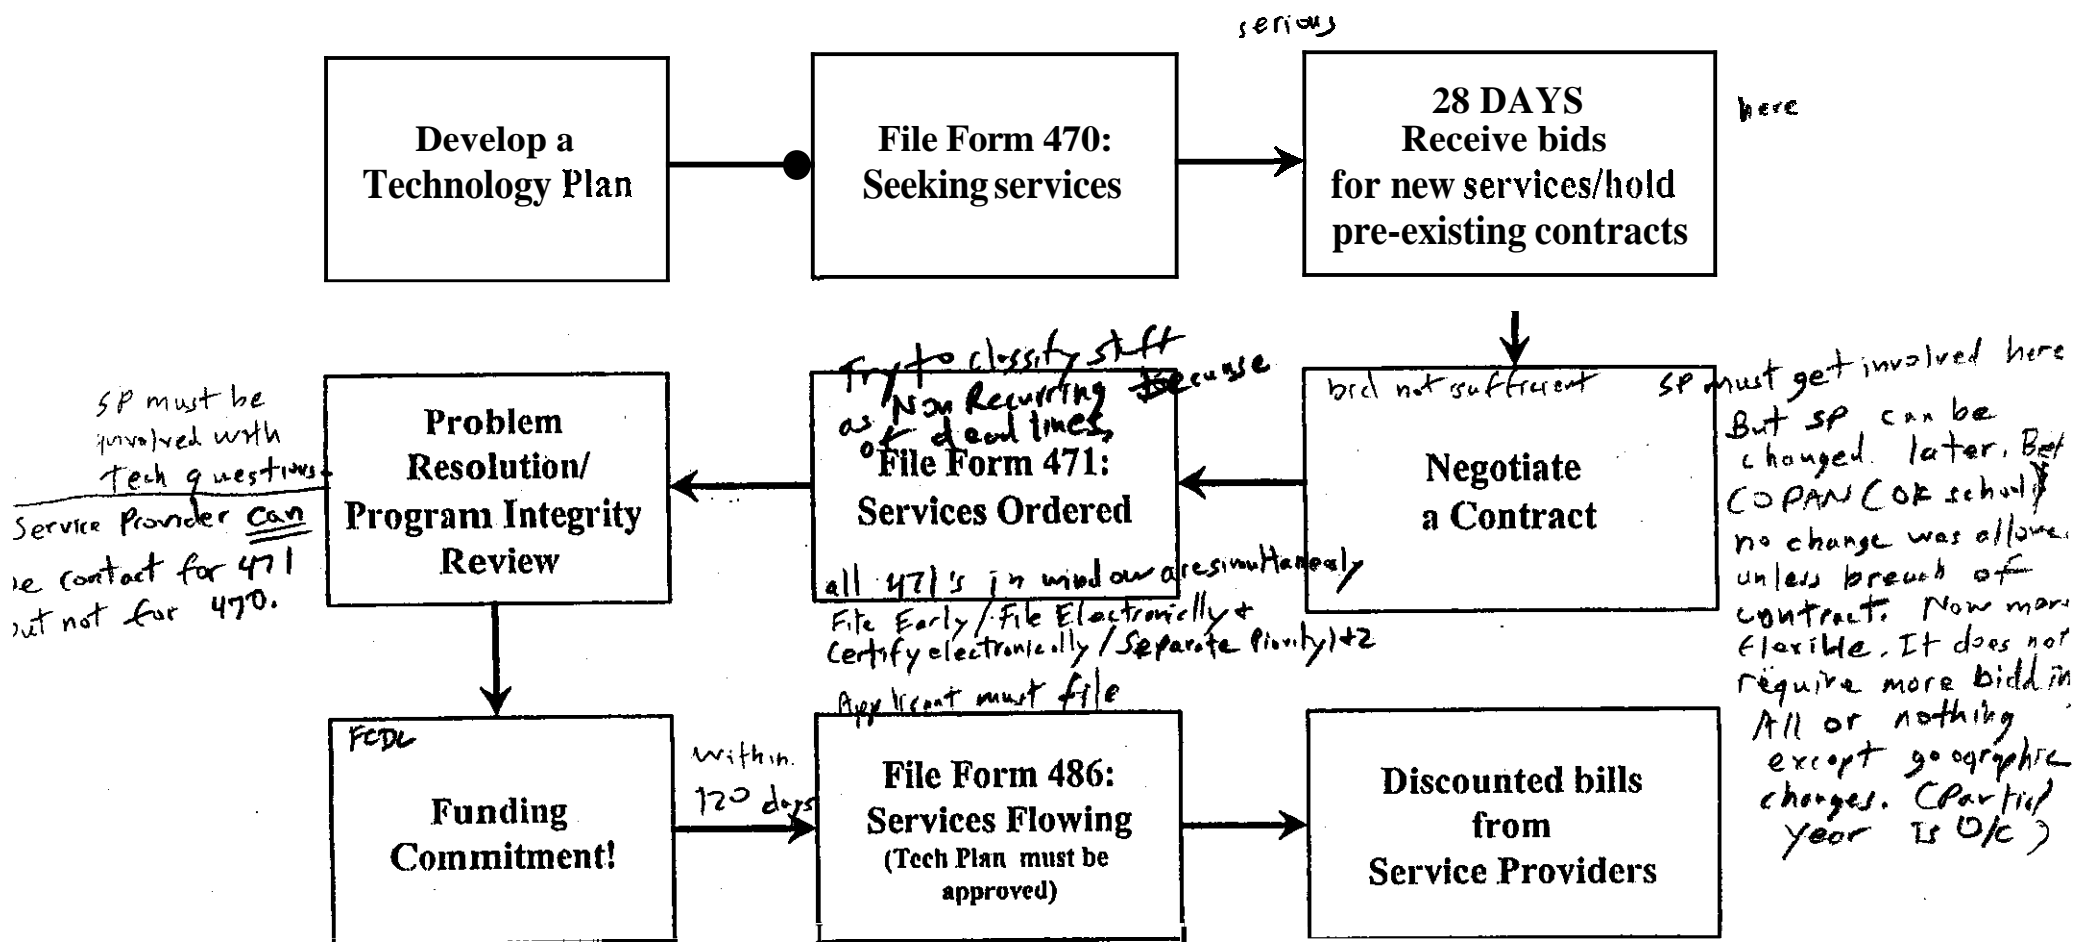 serious
Develop a
Technology Plan
File Form 470:
Seeking services
28 DAYS
Receive bids
for new services/hold
pre-existing contracts
here
SP must be
involved with
Tech questions.
Service Provider can
be contact for 471
but not for 470.
Problem
Resolution/
Program Integrity
Review
Try to classify stuff
as Non Recurring because
of deadlines,
File Form 471:
Services Ordered
all 471's in window are simultaneously
File Early/File Electronically +
Certify electronically/Separate Piority 1+2
bid not sufficient
Negotiate
a Contract
SP must get involved here
But SP can be
changed later. But
COPAN (OK school)
no change was allowe
unless breach of
contract. Now more
flexible. It does not
require more biddin
All or nothing
except geographic
changes. (Partial
year Is O/C)
FCDL
Funding
Commitment!
within
120 days
Applicant must file
File Form 486:
Services Flowing
(Tech Plan must be
approved)
Discounted bills
from
Service Providers